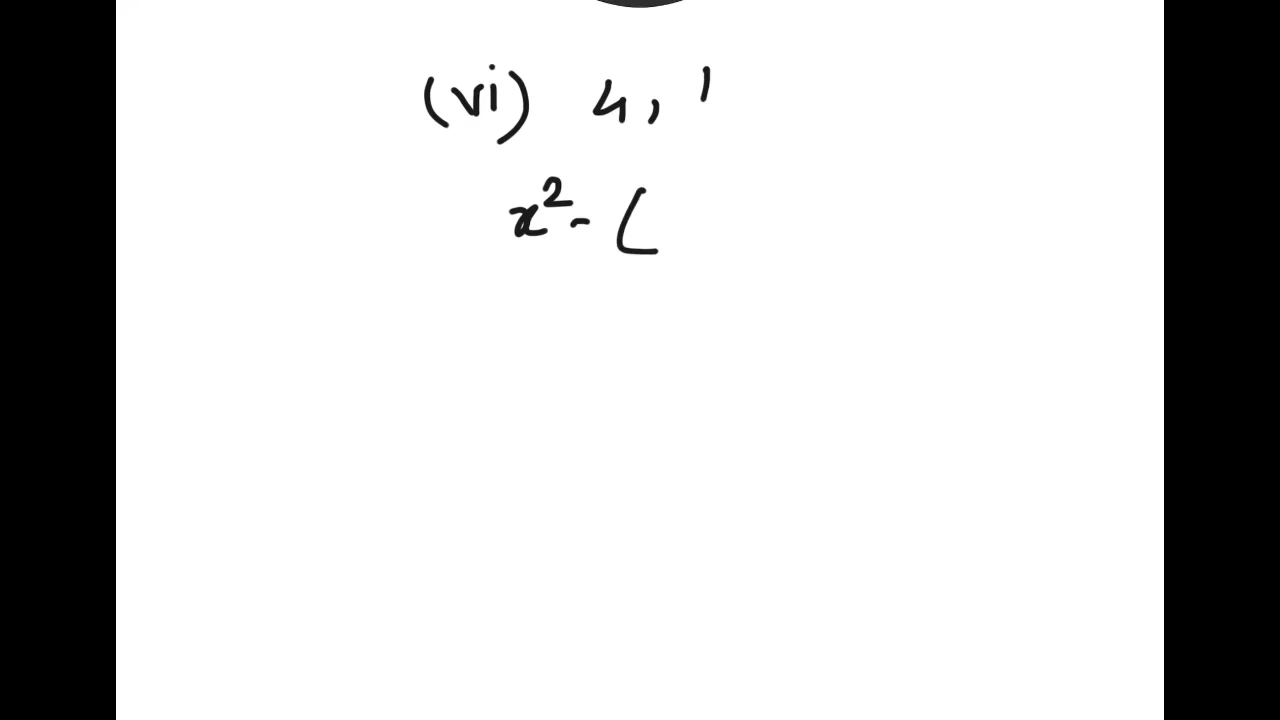 (vi) 4, 1
x² - (